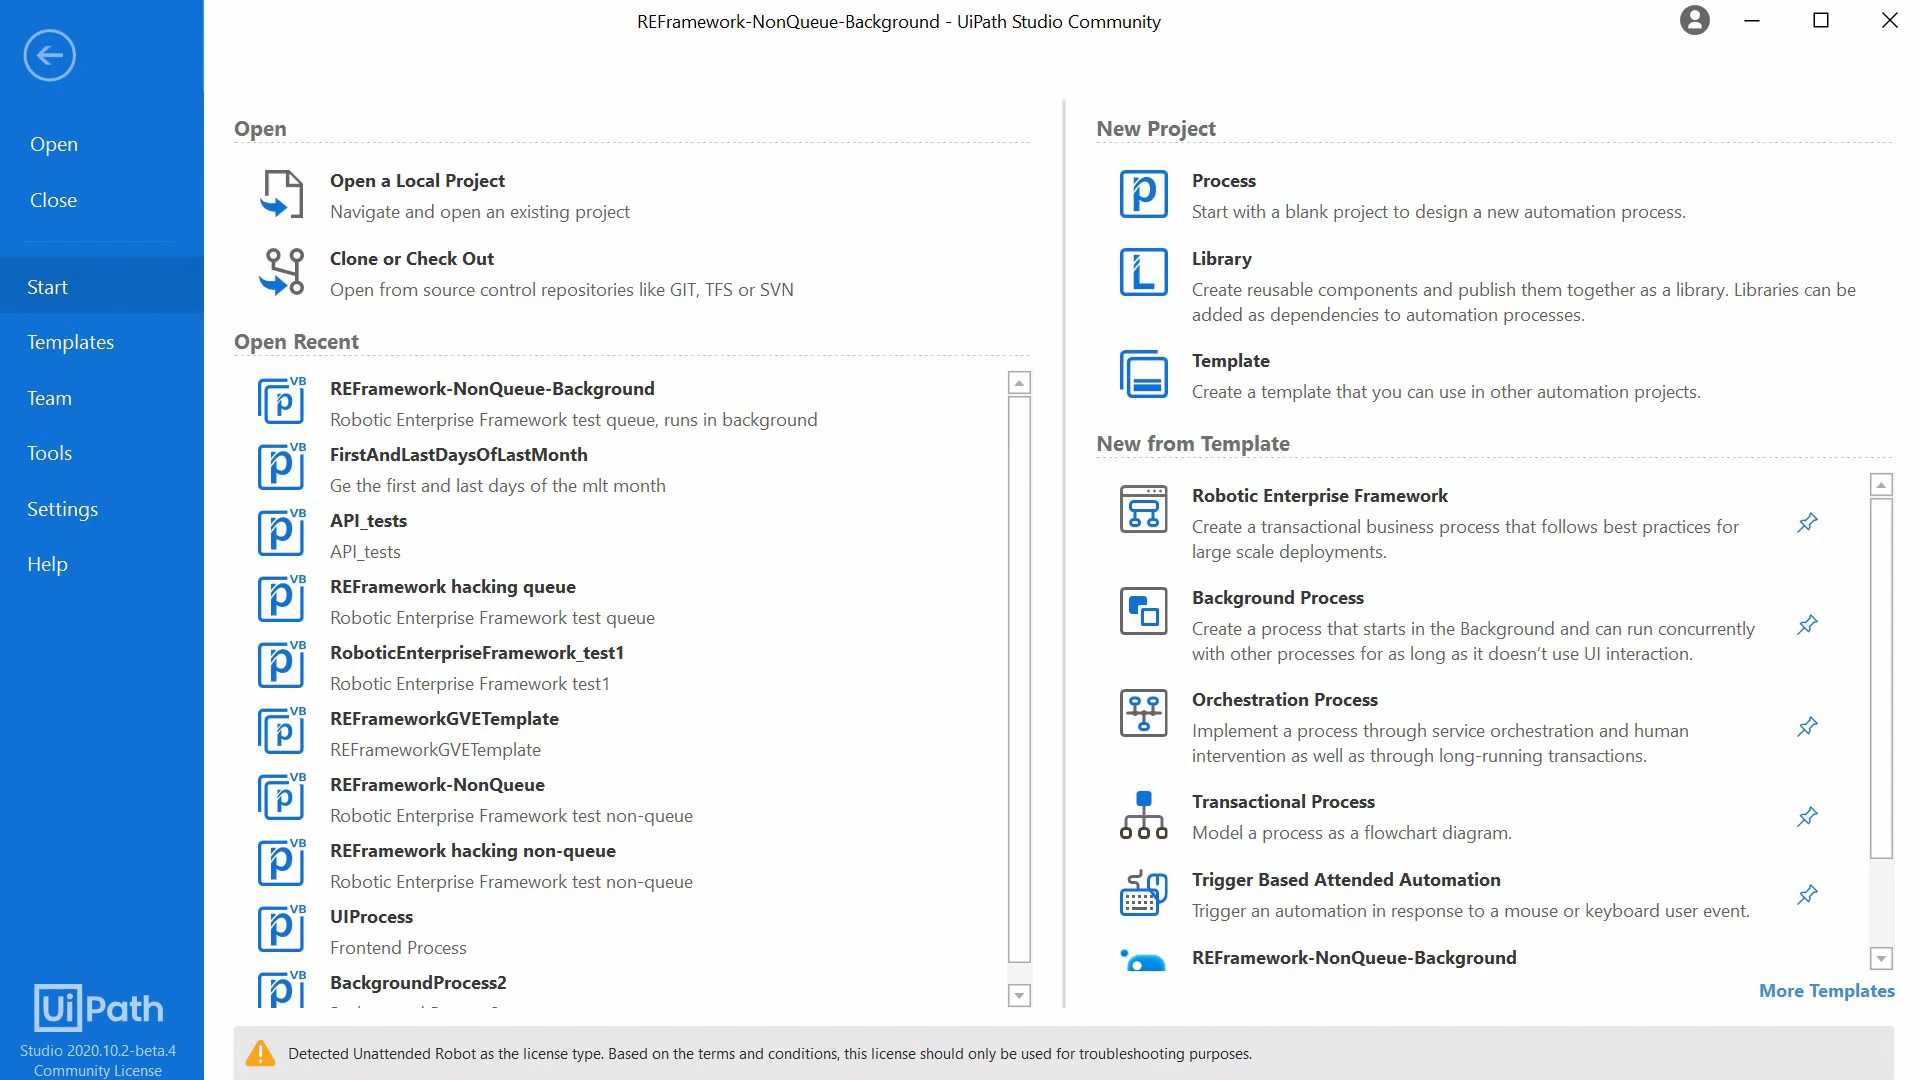 REFramework-NonQueue-Background - UiPath Studio Community
Open
Close
Start
Templates
Team
Tools
Settings
Help
UiPath
Studio 2020.10.2-beta.4
Community License
Open
Open a Local Project
Navigate and open an existing project
Clone or Check Out
Open from source control repositories like GIT, TFS or SVN
Open Recent
VB
REFramework-NonQueue-Background
Robotic Enterprise Framework test queue, runs in background
VB
FirstAndLastDaysOfLastMonth
Ge the first and last days of the mlt month
VB
API_tests
API_tests
VB
REFramework hacking queue
Robotic Enterprise Framework test queue
VB
RoboticEnterpriseFramework_test1
Robotic Enterprise Framework test1
VB
REFrameworkGVETemplate
REFrameworkGVETemplate
VB
REFramework-NonQueue
Robotic Enterprise Framework test non-queue
VB
REFramework hacking non-queue
Robotic Enterprise Framework test non-queue
VB
UIProcess
Frontend Process
VB
BackgroundProcess2
New Project
Process
Start with a blank project to design a new automation process.
Library
Create reusable components and publish them together as a library. Libraries can be
added as dependencies to automation processes.
Template
Create a template that you can use in other automation projects.
New from Template
Robotic Enterprise Framework
Create a transactional business process that follows best practices for
large scale deployments.
Background Process
Create a process that starts in the Background and can run concurrently
with other processes for as long as it doesn't use UI interaction.
Orchestration Process
Implement a process through service orchestration and human
intervention as well as through long-running transactions.
Transactional Process
Model a process as a flowchart diagram.
Trigger Based Attended Automation
Trigger an automation in response to a mouse or keyboard user event.
REFramework-NonQueue-Background
More Templates
Detected Unattended Robot as the license type. Based on the terms and conditions, this license should only be used for troubleshooting purposes.